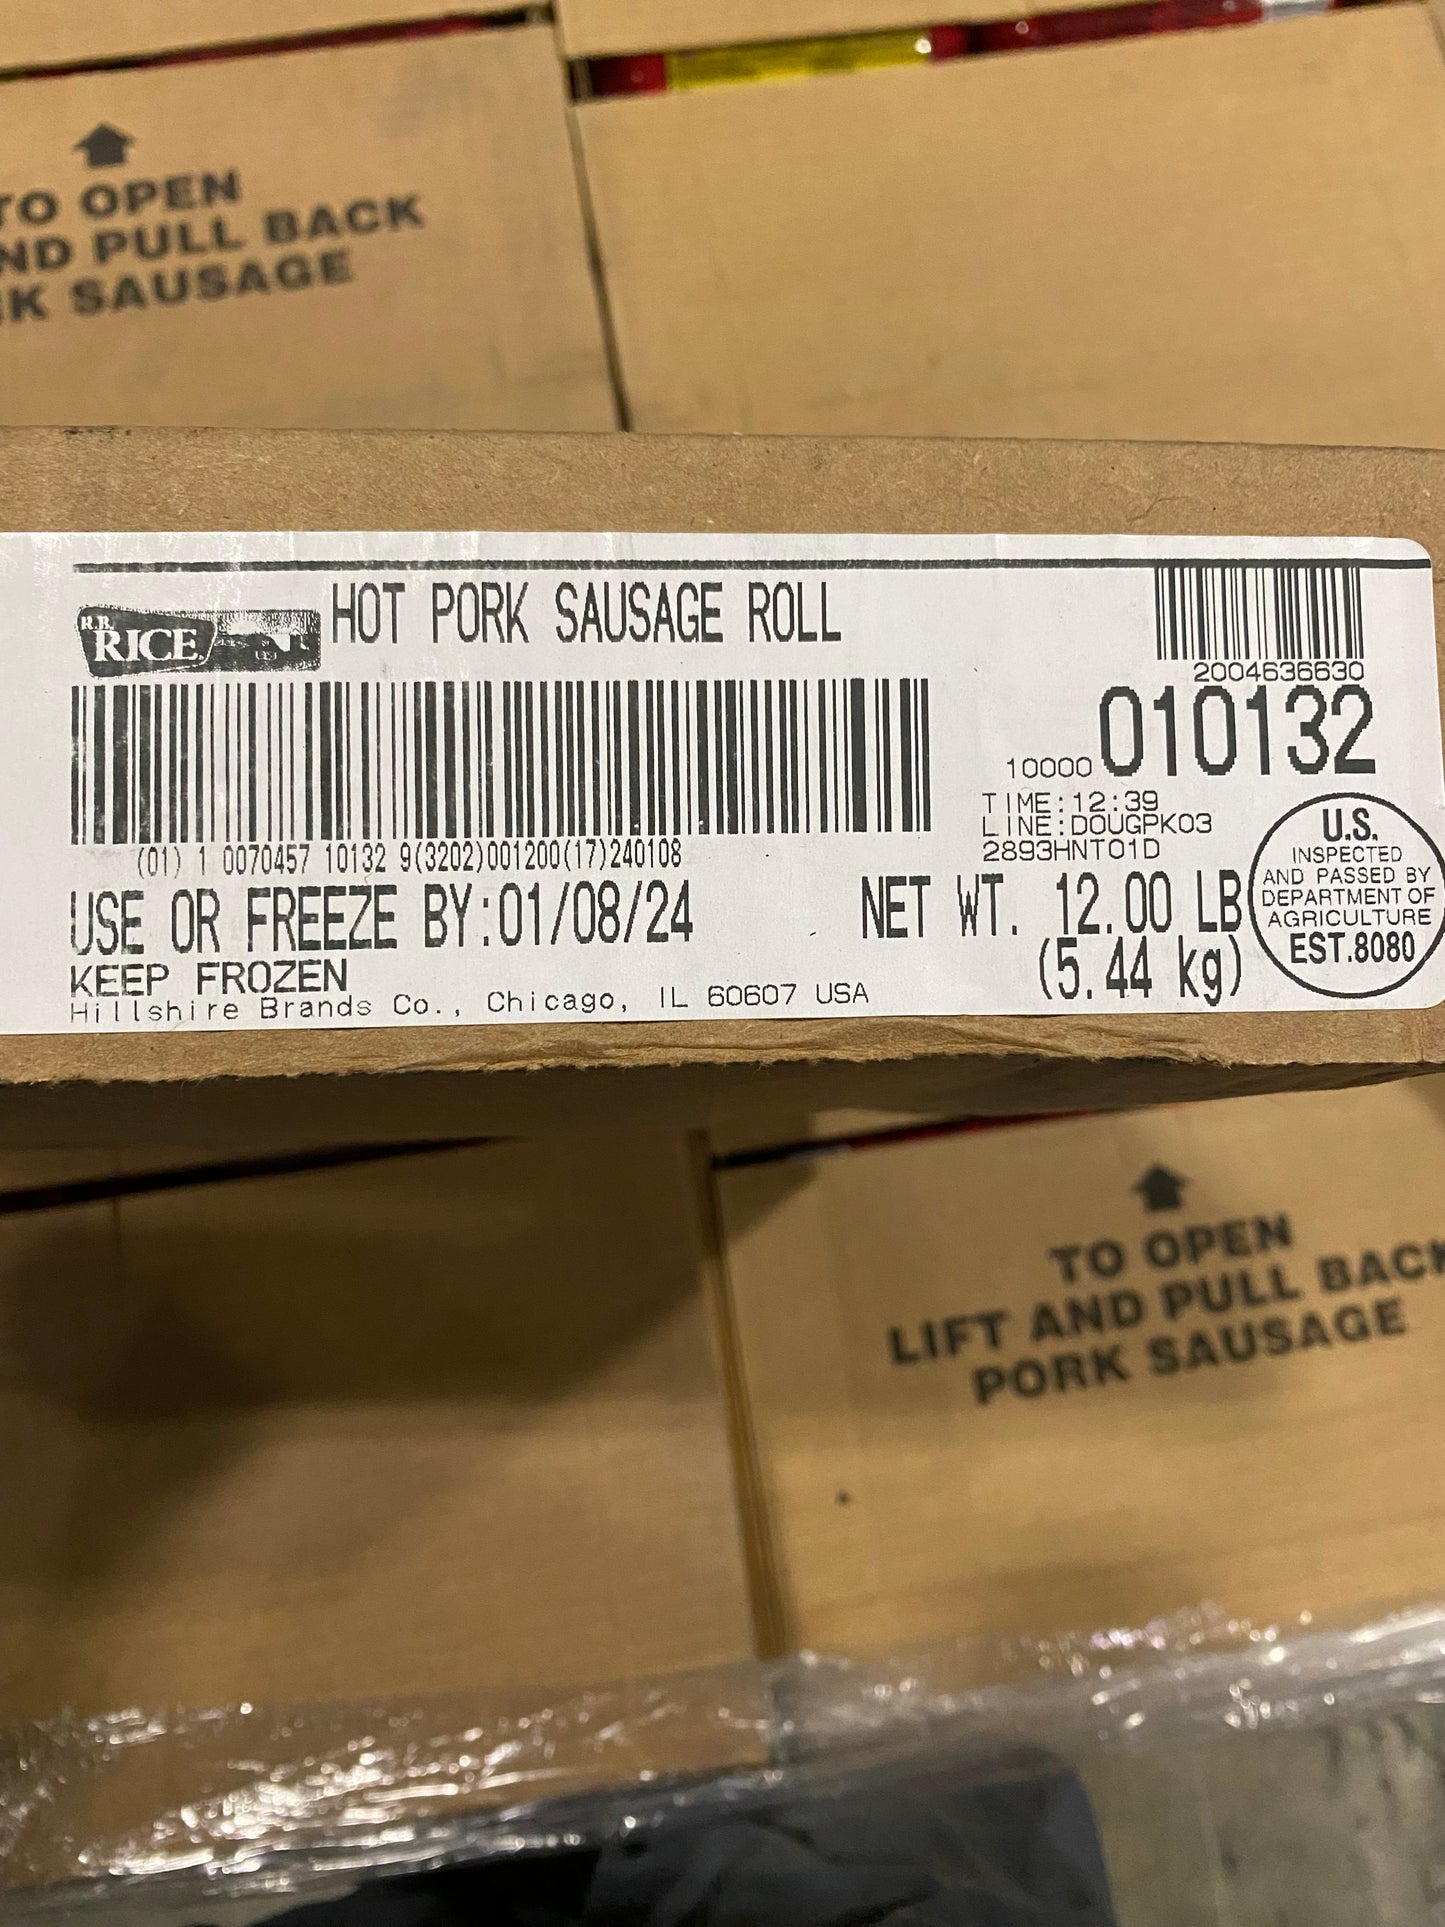 TO OPEN
ND PULL BACK
K SAUSAGE
R.B. RICE
HOT PORK SAUSAGE ROLL
2004636630
10000 010132
TIME:12:39
LINE:DOUGPK03
2893HNT01D
(01) 1 0070457 10132 9(3202)001200(17)240108
USE OR FREEZE BY:01/08/24
NET WT. 12.00 LB
(5.44 kg)
KEEP FROZEN
Hillshire Brands Co., Chicago, IL 60607 USA
U.S.
INSPECTED
AND PASSED BY
DEPARTMENT OF
AGRICULTURE
EST.8080
TO OPEN
LIFT AND PULL BACK
PORK SAUSAGE